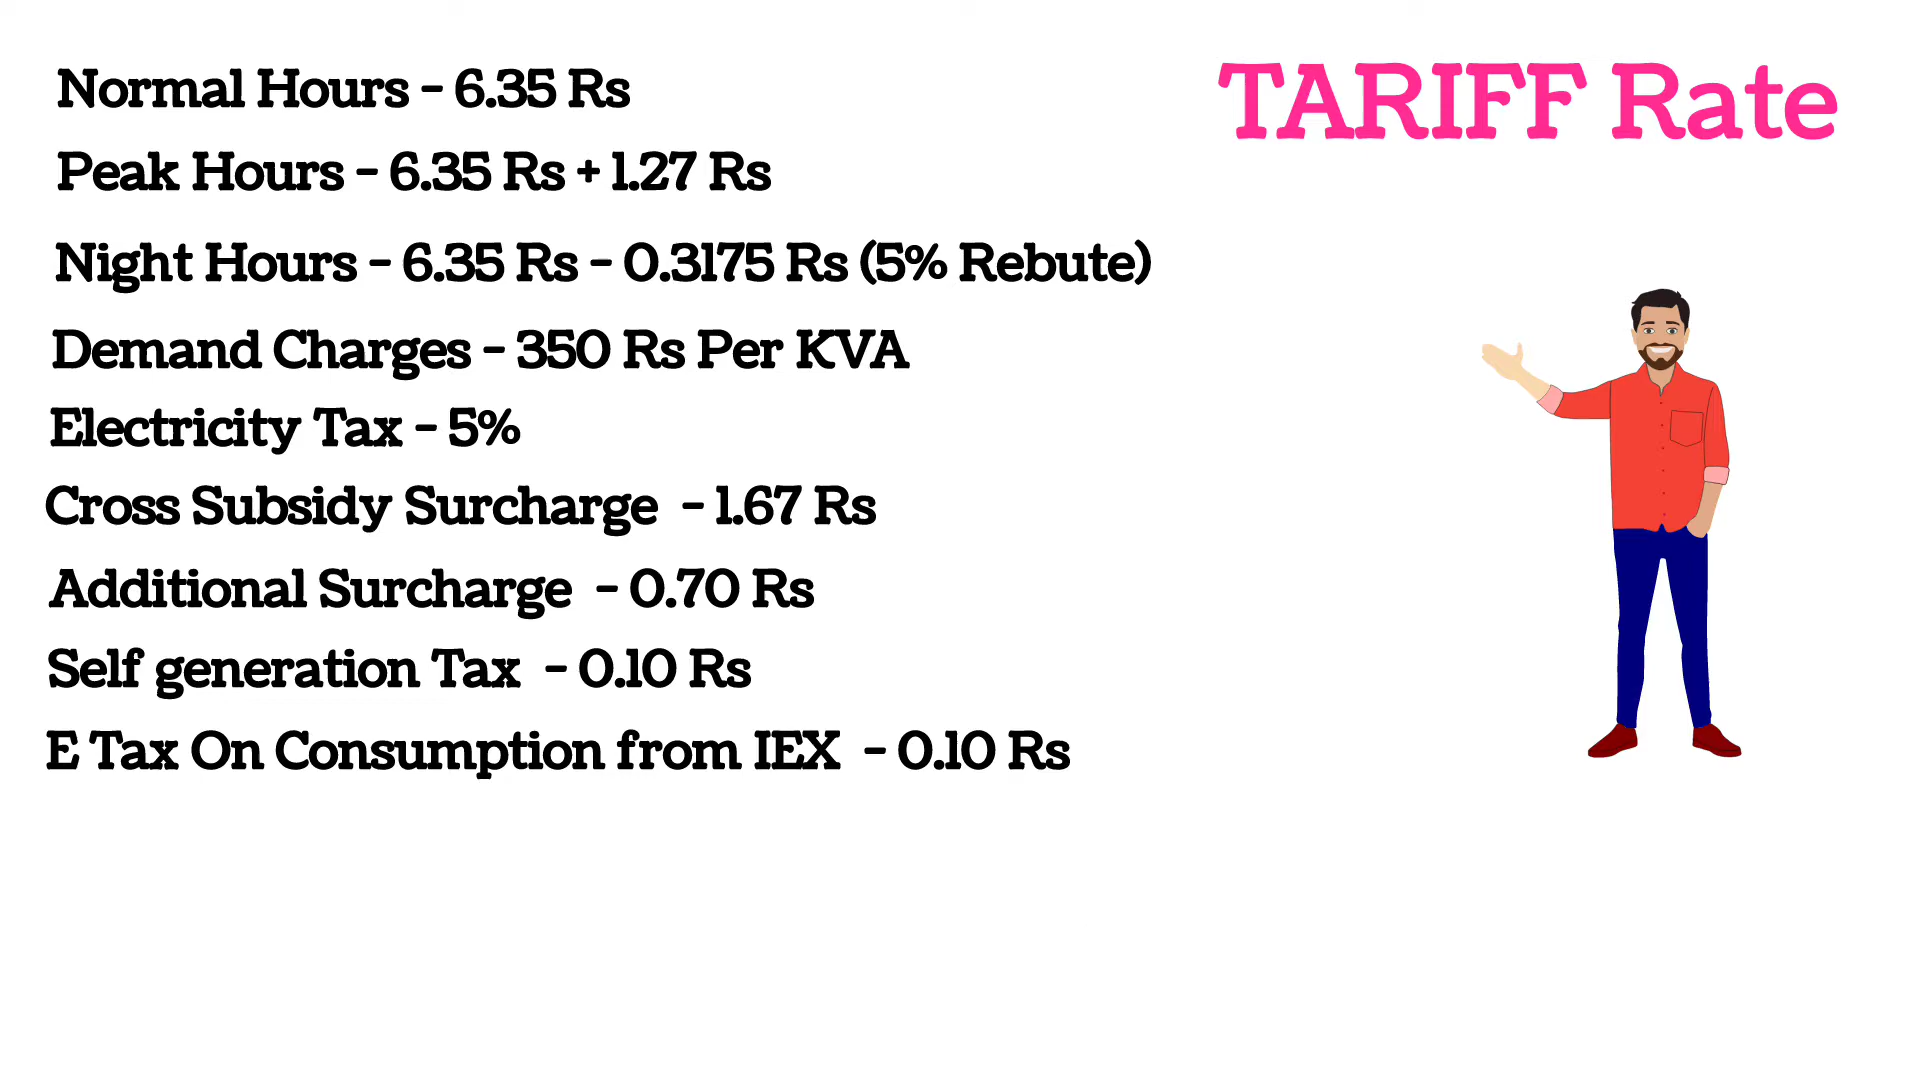 TARIFF Rate
Normal Hours - 6.35 Rs
Peak Hours - 6.35 Rs + 1.27 Rs
Night Hours - 6.35 Rs - 0.3175 Rs (5% Rebute)
Demand Charges - 350 Rs Per KVA
Electricity Tax - 5%
Cross Subsidy Surcharge - 1.67 Rs
Additional Surcharge - 0.70 Rs
Self generation Tax - 0.10 Rs
E Tax On Consumption from IEX - 0.10 Rs